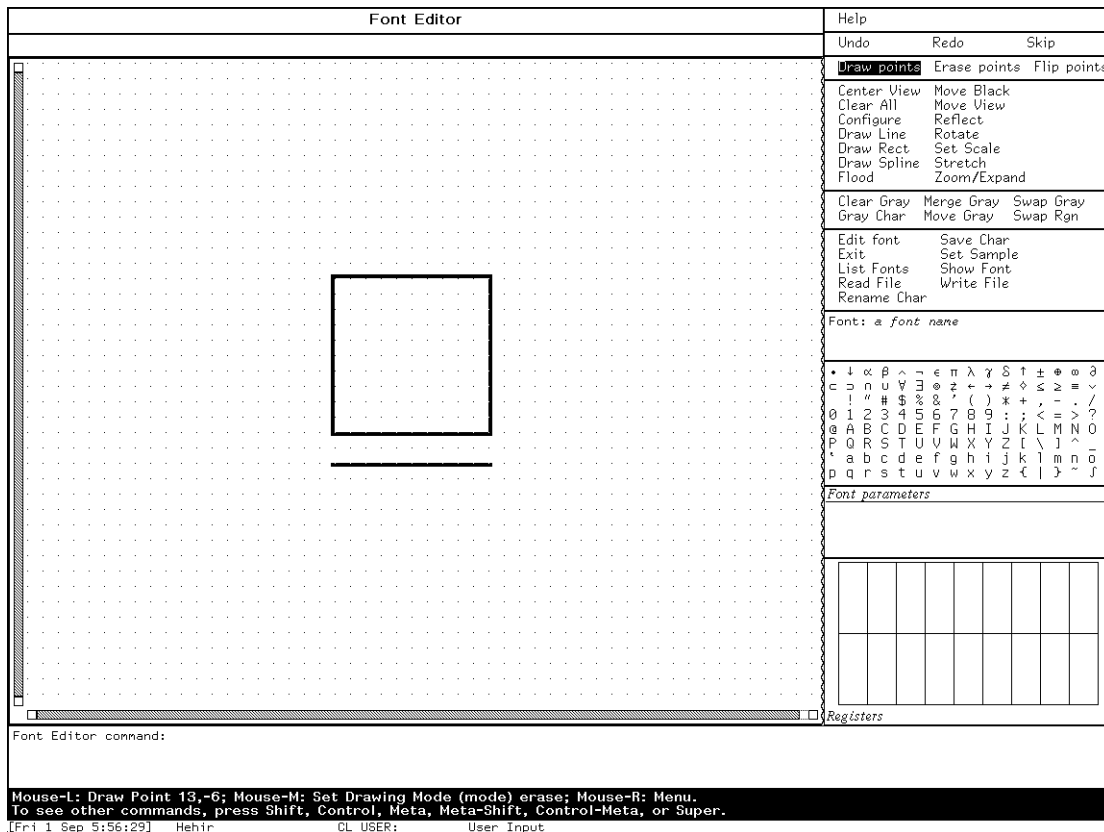 Font Editor
Help
Undo Redo Skip
Draw points Erase points Flip points
Center View Move Black
Clear All Move View
Configure Reflect
Draw Line Rotate
Draw Rect Set Scale
Draw Spline Stretch
Flood Zoom/Expand
Clear Gray Merge Gray Swap Gray
Gray Char Move Gray Swap Rgn
Edit font Save Char
Exit Set Sample
List Fonts Show Font
Read File Write File
Rename Char
Font: a font name
· ↓ α β ^ ¬ ε π λ γ δ ↑ ± ⊕ ∞ ∂
⊂ ⊃ ∩ ∪ ∀ ∃ ⊗ ⇄ ← → ≠ ◊ ≤ ≥ ≡ ∨
! " # $ % & ' ( ) * + , - . /
0 1 2 3 4 5 6 7 8 9 : ; < = > ?
@ A B C D E F G H I J K L M N O
P Q R S T U V W X Y Z [ \ ] ^ _
` a b c d e f g h i j k l m n o
p q r s t u v w x y z { | } ~ ∫
Font parameters
Registers
Font Editor command:
Mouse-L: Draw Point 13,-6; Mouse-M: Set Drawing Mode (mode) erase; Mouse-R: Menu.
To see other commands, press Shift, Control, Meta, Meta-Shift, Control-Meta, or Super.
[Fri 1 Sep 5:56:29] Hehir CL USER: User Input